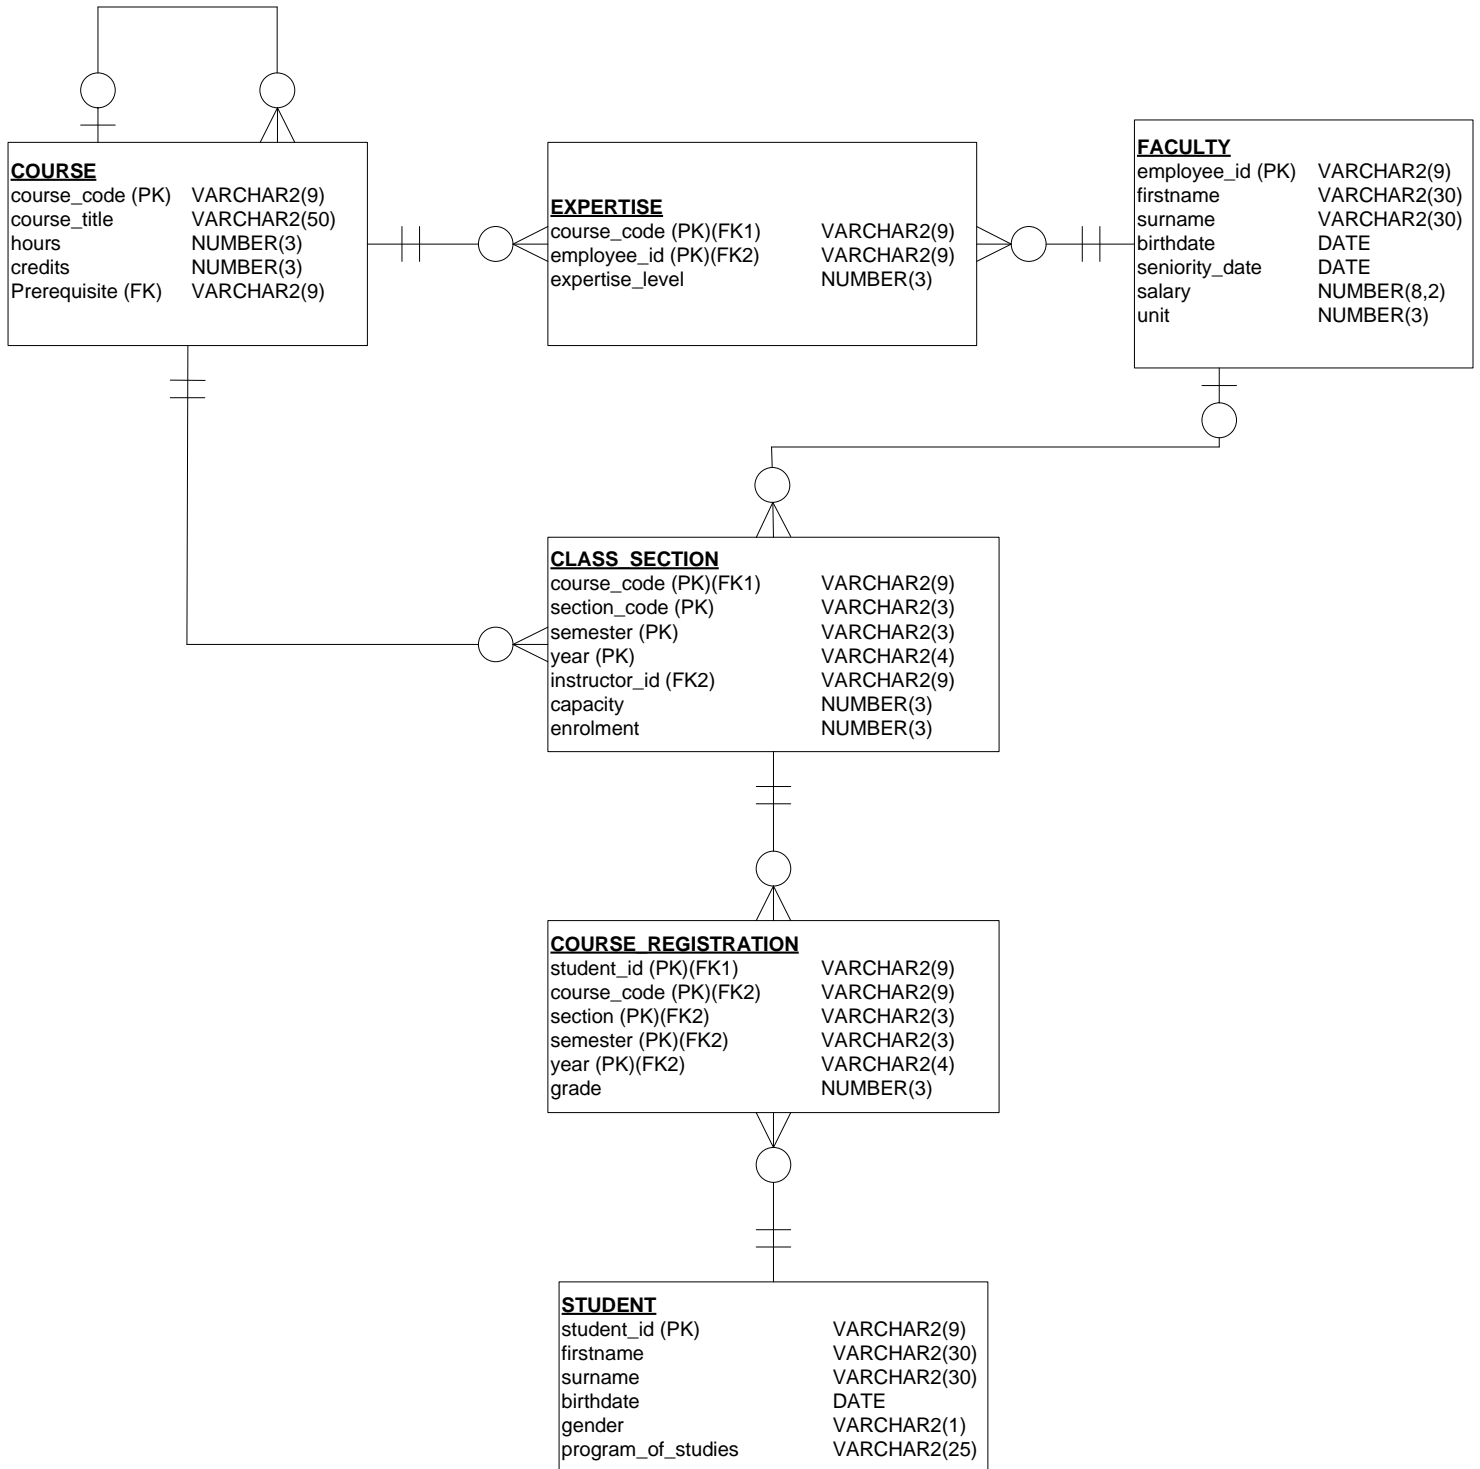 COURSE
course_code (PK) VARCHAR2(9)
course_title VARCHAR2(50)
hours NUMBER(3)
credits NUMBER(3)
Prerequisite (FK) VARCHAR2(9)
EXPERTISE
course_code (PK)(FK1) VARCHAR2(9)
employee_id (PK)(FK2) VARCHAR2(9)
expertise_level NUMBER(3)
FACULTY
employee_id (PK) VARCHAR2(9)
firstname VARCHAR2(30)
surname VARCHAR2(30)
birthdate DATE
seniority_date DATE
salary NUMBER(8,2)
unit NUMBER(3)
CLASS_SECTION
course_code (PK)(FK1) VARCHAR2(9)
section_code (PK) VARCHAR2(3)
semester (PK) VARCHAR2(3)
year (PK) VARCHAR2(4)
instructor_id (FK2) VARCHAR2(9)
capacity NUMBER(3)
enrolment NUMBER(3)
COURSE_REGISTRATION
student_id (PK)(FK1) VARCHAR2(9)
course_code (PK)(FK2) VARCHAR2(9)
section (PK)(FK2) VARCHAR2(3)
semester (PK)(FK2) VARCHAR2(3)
year (PK)(FK2) VARCHAR2(4)
grade NUMBER(3)
STUDENT
student_id (PK) VARCHAR2(9)
firstname VARCHAR2(30)
surname VARCHAR2(30)
birthdate DATE
gender VARCHAR2(1)
program_of_studies VARCHAR2(25)